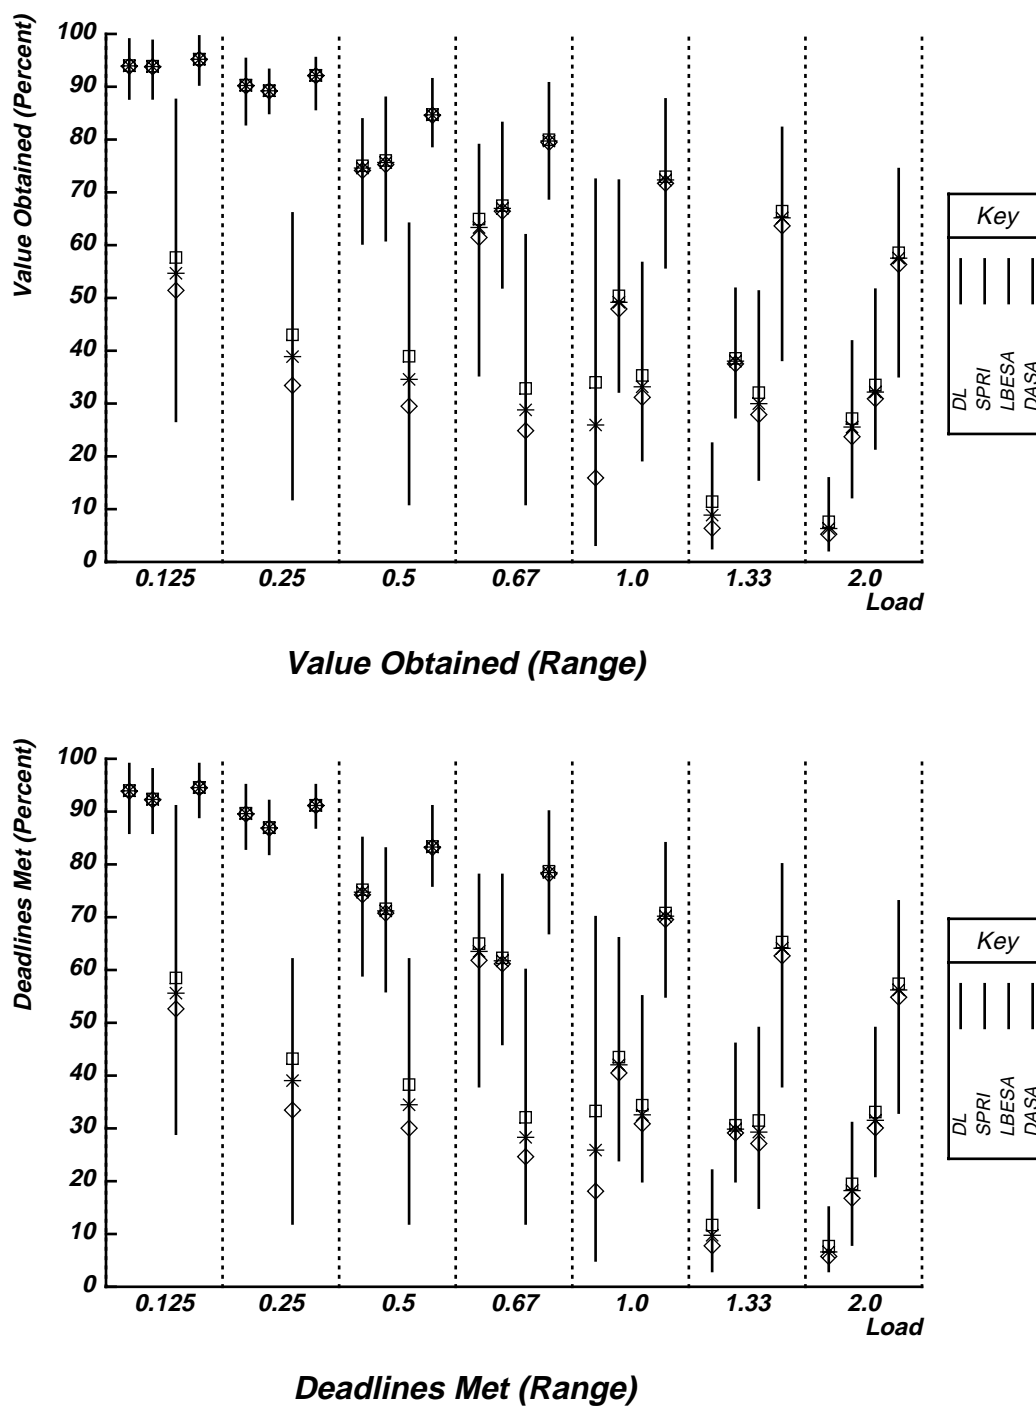 Value Obtained (Percent)
100
90
80
70
60
50
40
30
20
10
0
0.125 0.25 0.5 0.67 1.0 1.33 2.0
Load
Key
DL
SPRI
LBESA
DASA
Value Obtained (Range)
Deadlines Met (Percent)
100
90
80
70
60
50
40
30
20
10
0
0.125 0.25 0.5 0.67 1.0 1.33 2.0
Load
Key
DL
SPRI
LBESA
DASA
Deadlines Met (Range)